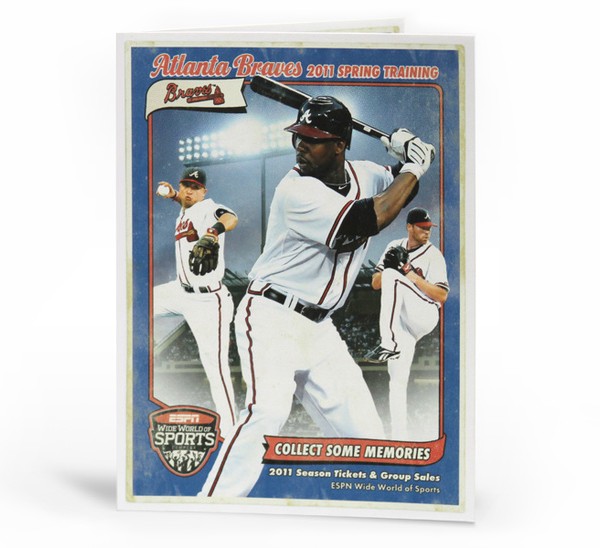 Atlanta Braves 2011 SPRING TRAINING
Braves
A
A
A
ESPN
WIDE WORLD OF
SPORTS
COLLECT SOME MEMORIES
2011 Season Tickets & Group Sales
ESPN Wide World of Sports